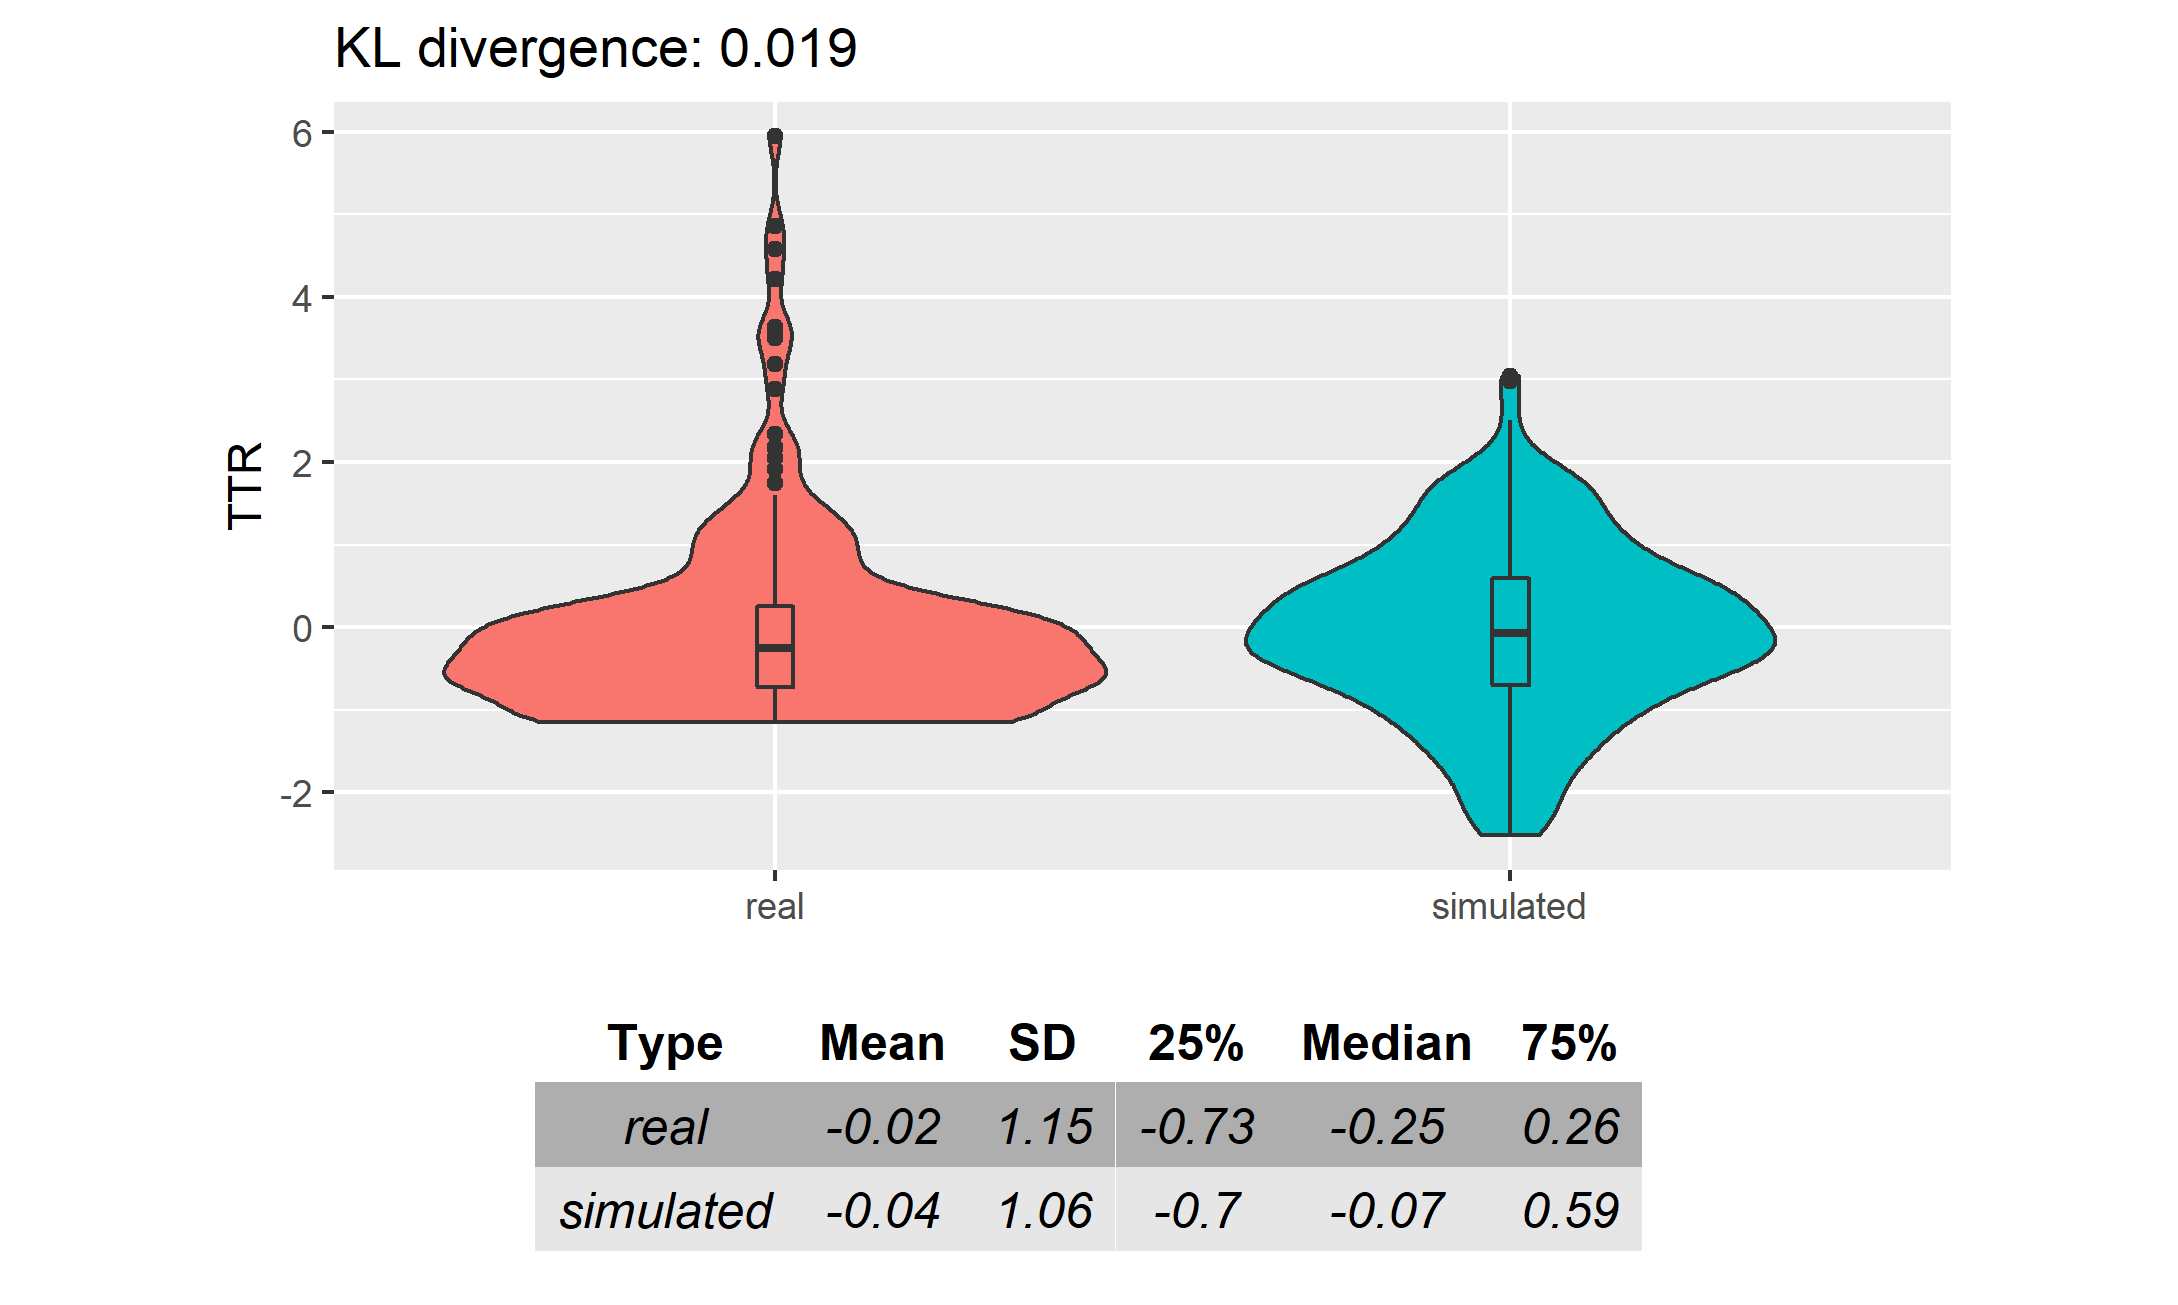 KL divergence: 0.019
6
4
2
0
-2
TTR
real simulated
Type Mean SD 25% Median 75%
real -0.02 1.15 -0.73 -0.25 0.26
simulated -0.04 1.06 -0.7 -0.07 0.59